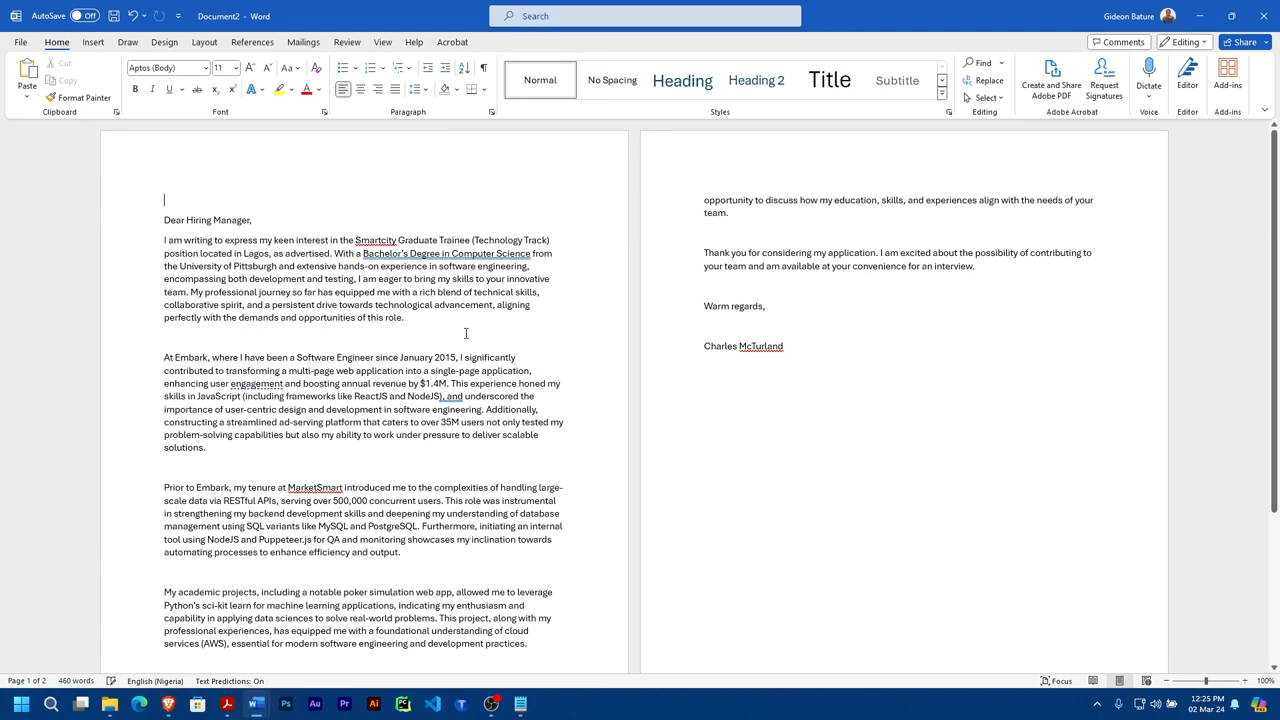 AutoSave Off Document2 - Word Search Gideon Bature
File Home Insert Draw Design Layout References Mailings Review View Help Acrobat Comments Editing Share
Paste Cut Copy Format Painter Aptos (Body) 11 Normal No Spacing Heading Heading 2 Title Subtitle Find Replace Select Create and Share Adobe PDF Request Signatures Dictate Editor Add-ins
Clipboard Font Paragraph Styles Editing Adobe Acrobat Voice Editor Add-ins
Dear Hiring Manager,
I am writing to express my keen interest in the Smartcity Graduate Trainee (Technology Track)
position located in Lagos, as advertised. With a Bachelor's Degree in Computer Science from
the University of Pittsburgh and extensive hands-on experience in software engineering,
encompassing both development and testing, I am eager to bring my skills to your innovative
team. My professional journey so far has equipped me with a rich blend of technical skills,
collaborative spirit, and a persistent drive towards technological advancement, aligning
perfectly with the demands and opportunities of this role.
At Embark, where I have been a Software Engineer since January 2015, I significantly
contributed to transforming a multi-page web application into a single-page application,
enhancing user engagement and boosting annual revenue by $1.4M. This experience honed my
skills in JavaScript (including frameworks like ReactJS and NodeJS), and underscored the
importance of user-centric design and development in software engineering. Additionally,
constructing a streamlined ad-serving platform that caters to over 35M users not only tested my
problem-solving capabilities but also my ability to work under pressure to deliver scalable
solutions.
Prior to Embark, my tenure at MarketSmart introduced me to the complexities of handling large-
scale data via RESTful APIs, serving over 500,000 concurrent users. This role was instrumental
in strengthening my backend development skills and deepening my understanding of database
management using SQL variants like MySQL and PostgreSQL. Furthermore, initiating an internal
tool using NodeJS and Puppeteer.js for QA and monitoring showcases my inclination towards
automating processes to enhance efficiency and output.
My academic projects, including a notable poker simulation web app, allowed me to leverage
Python's sci-kit learn for machine learning applications, indicating my enthusiasm and
capability in applying data sciences to solve real-world problems. This project, along with my
professional experiences, has equipped me with a foundational understanding of cloud
services (AWS), essential for modern software engineering and development practices.
opportunity to discuss how my education, skills, and experiences align with the needs of your
team.
Thank you for considering my application. I am excited about the possibility of contributing to
your team and am available at your convenience for an interview.
Warm regards,
Charles McTurland
Page 1 of 2 460 words English (Nigeria) Text Predictions: On Focus 100%
12:25 PM
02 Mar 24